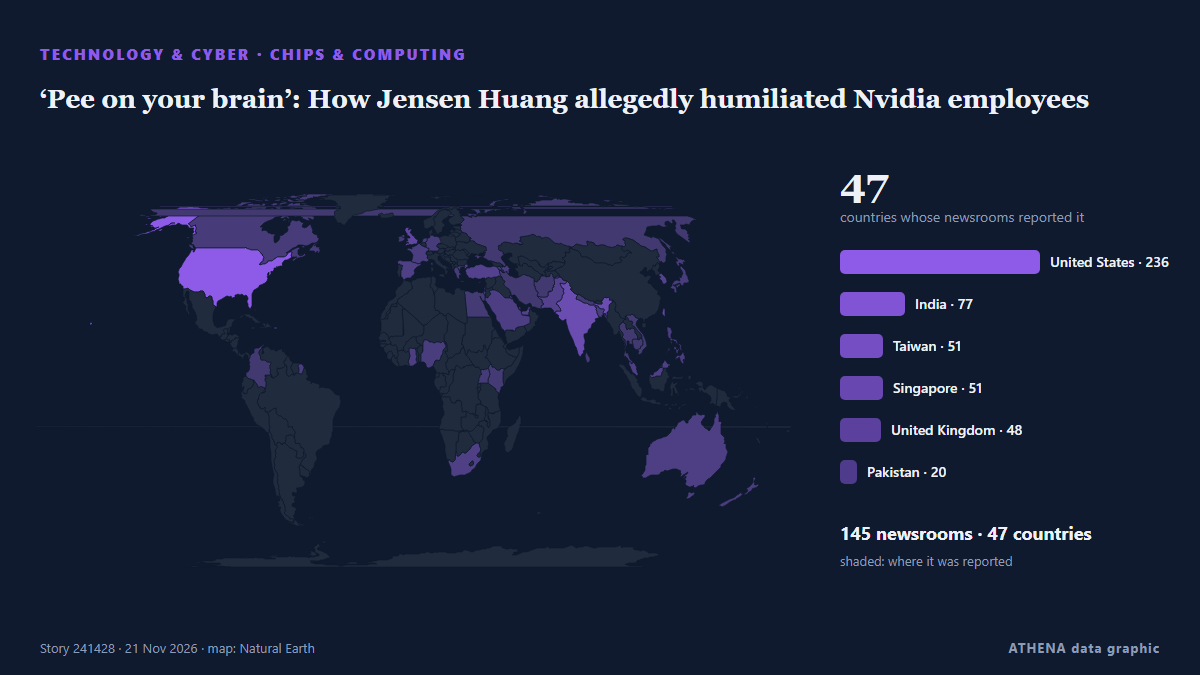 TECHNOLOGY & CYBER · CHIPS & COMPUTING
‘Pee on your brain’: How Jensen Huang allegedly humiliated Nvidia employees
47
countries whose newsrooms reported it
United States · 236
India · 77
Taiwan · 51
Singapore · 51
United Kingdom · 48
Pakistan · 20
145 newsrooms · 47 countries
shaded: where it was reported
Story 241428 · 21 Nov 2026 · map: Natural Earth
ATHENA data graphic